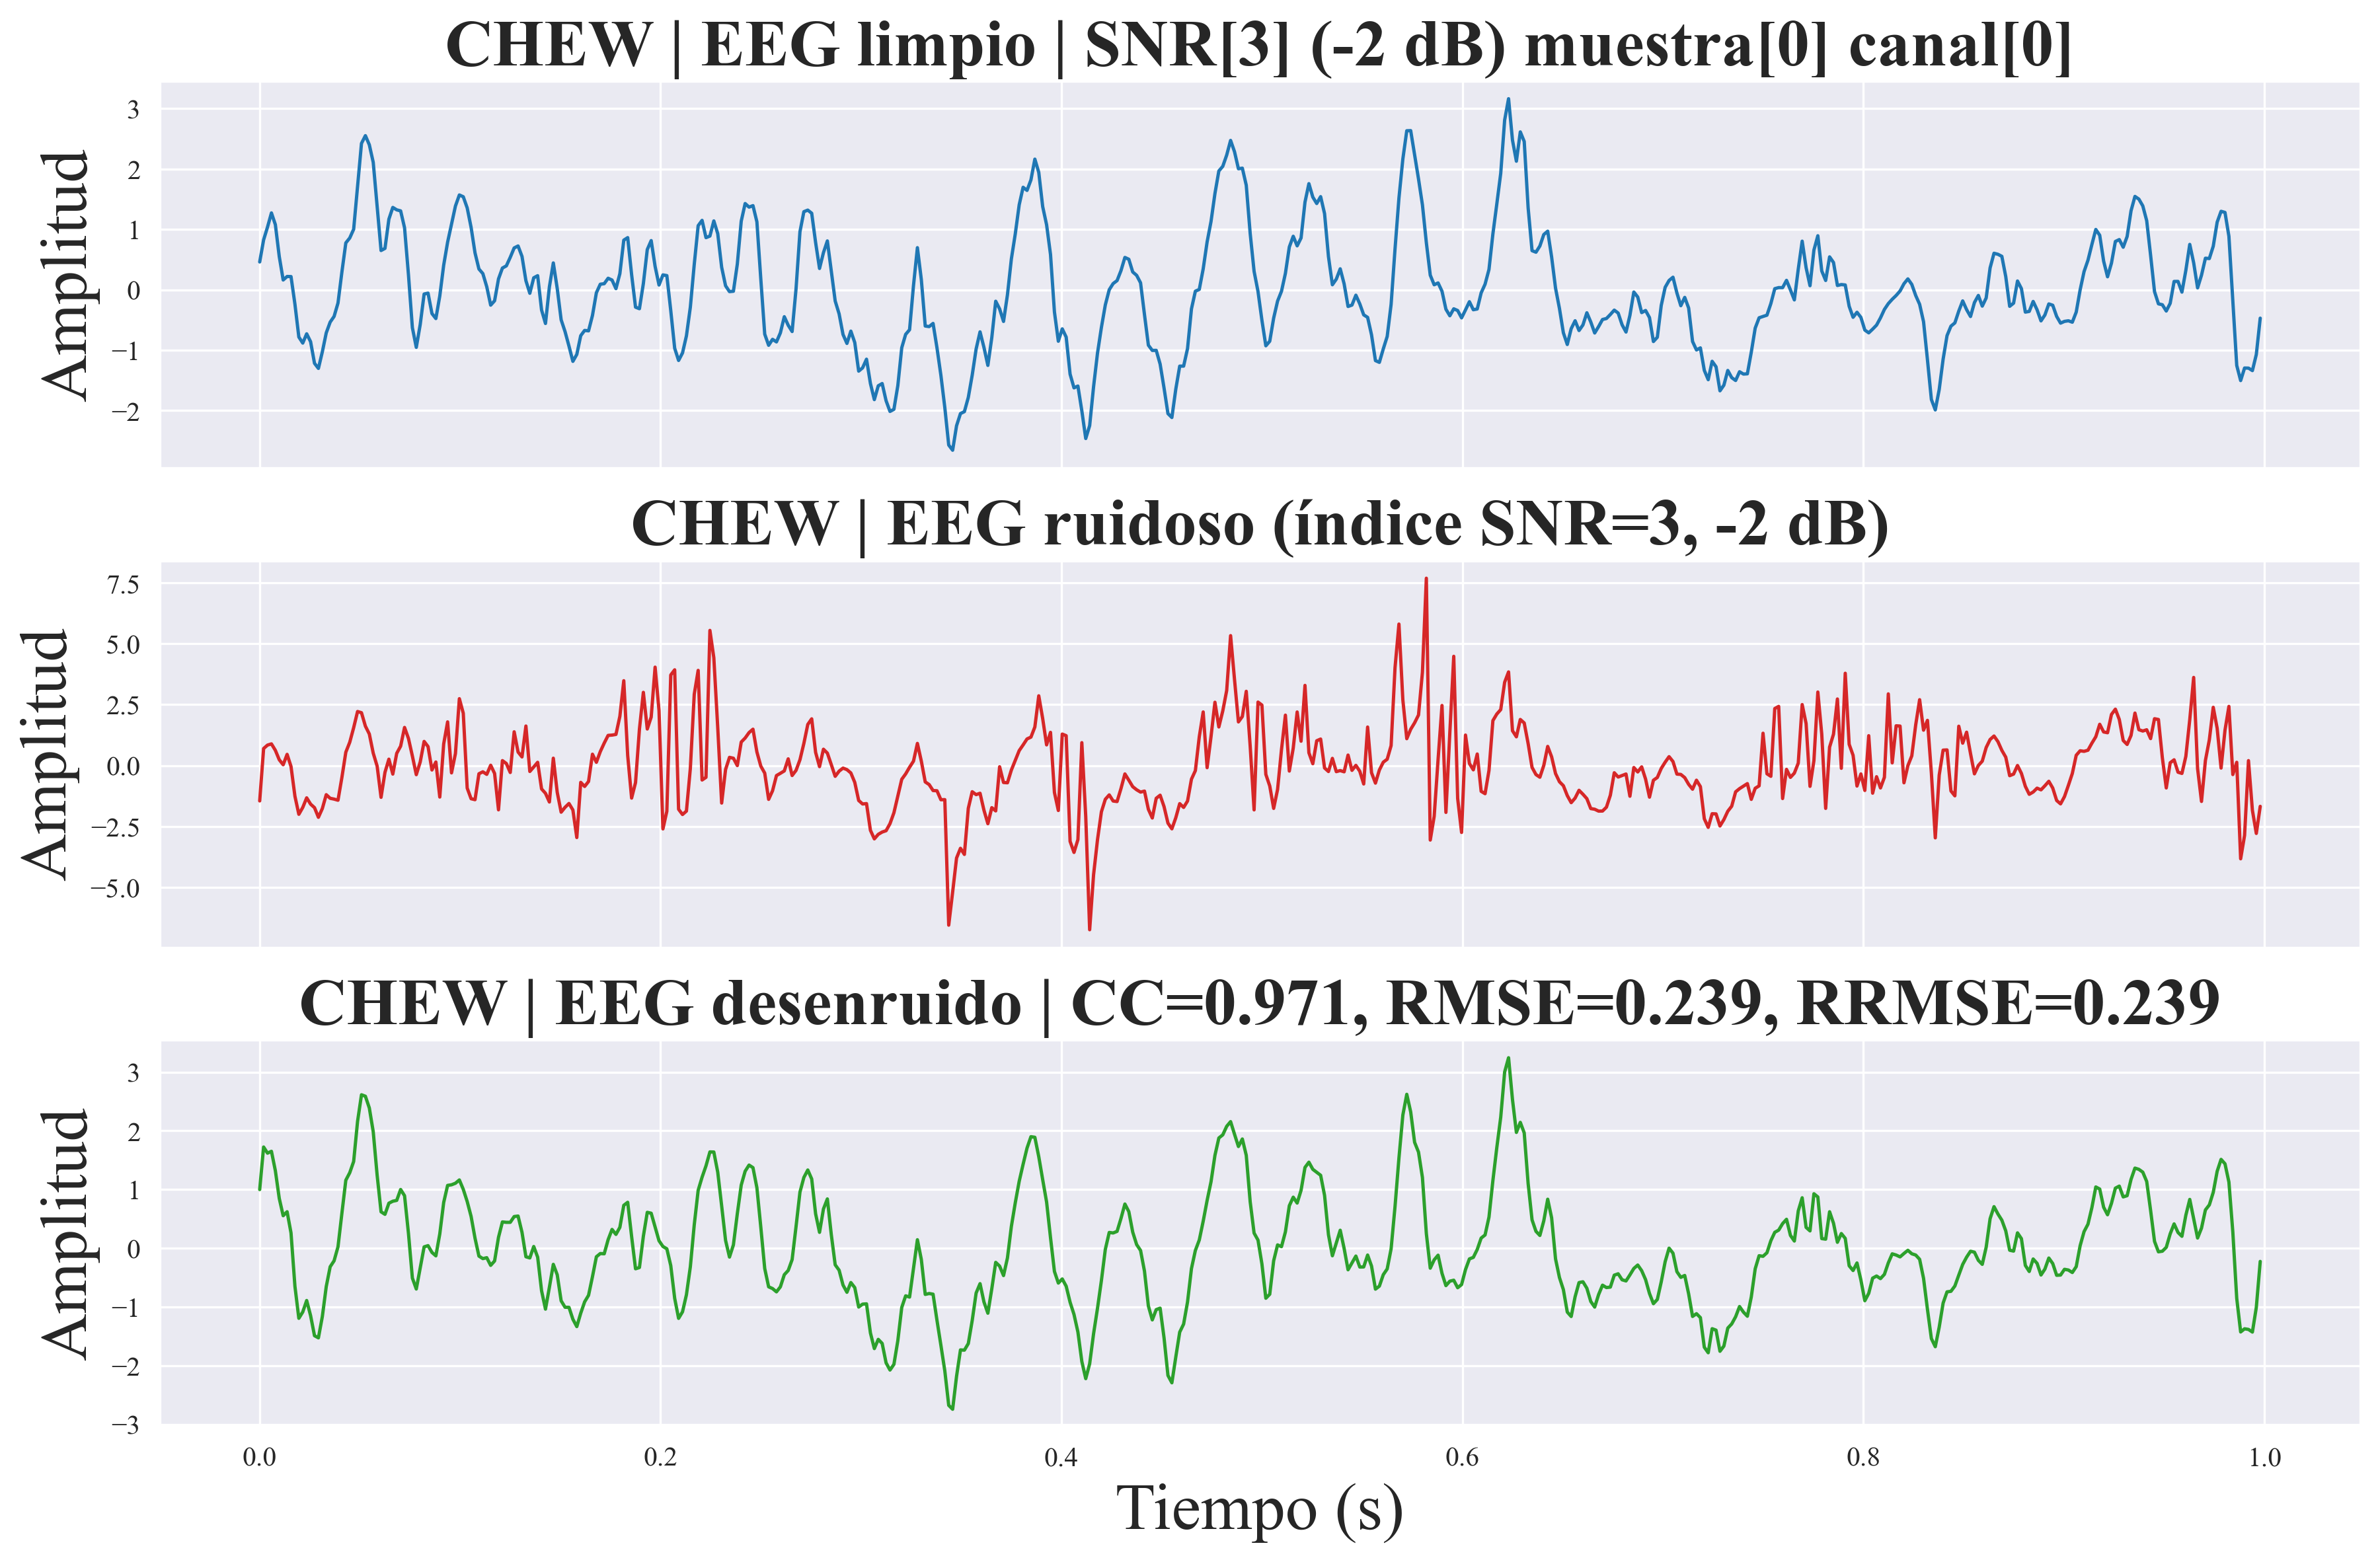 CHEW | EEG limpio | SNR[3] (-2 dB) muestra[0] canal[0]
Amplitud
3
2
1
0
−1
−2
CHEW | EEG ruidoso (índice SNR=3, -2 dB)
Amplitud
7.5
5.0
2.5
0.0
−2.5
−5.0
CHEW | EEG desenruido | CC=0.971, RMSE=0.239, RRMSE=0.239
Amplitud
3
2
1
0
−1
−2
−3
0.0 0.2 0.4 0.6 0.8 1.0
Tiempo (s)